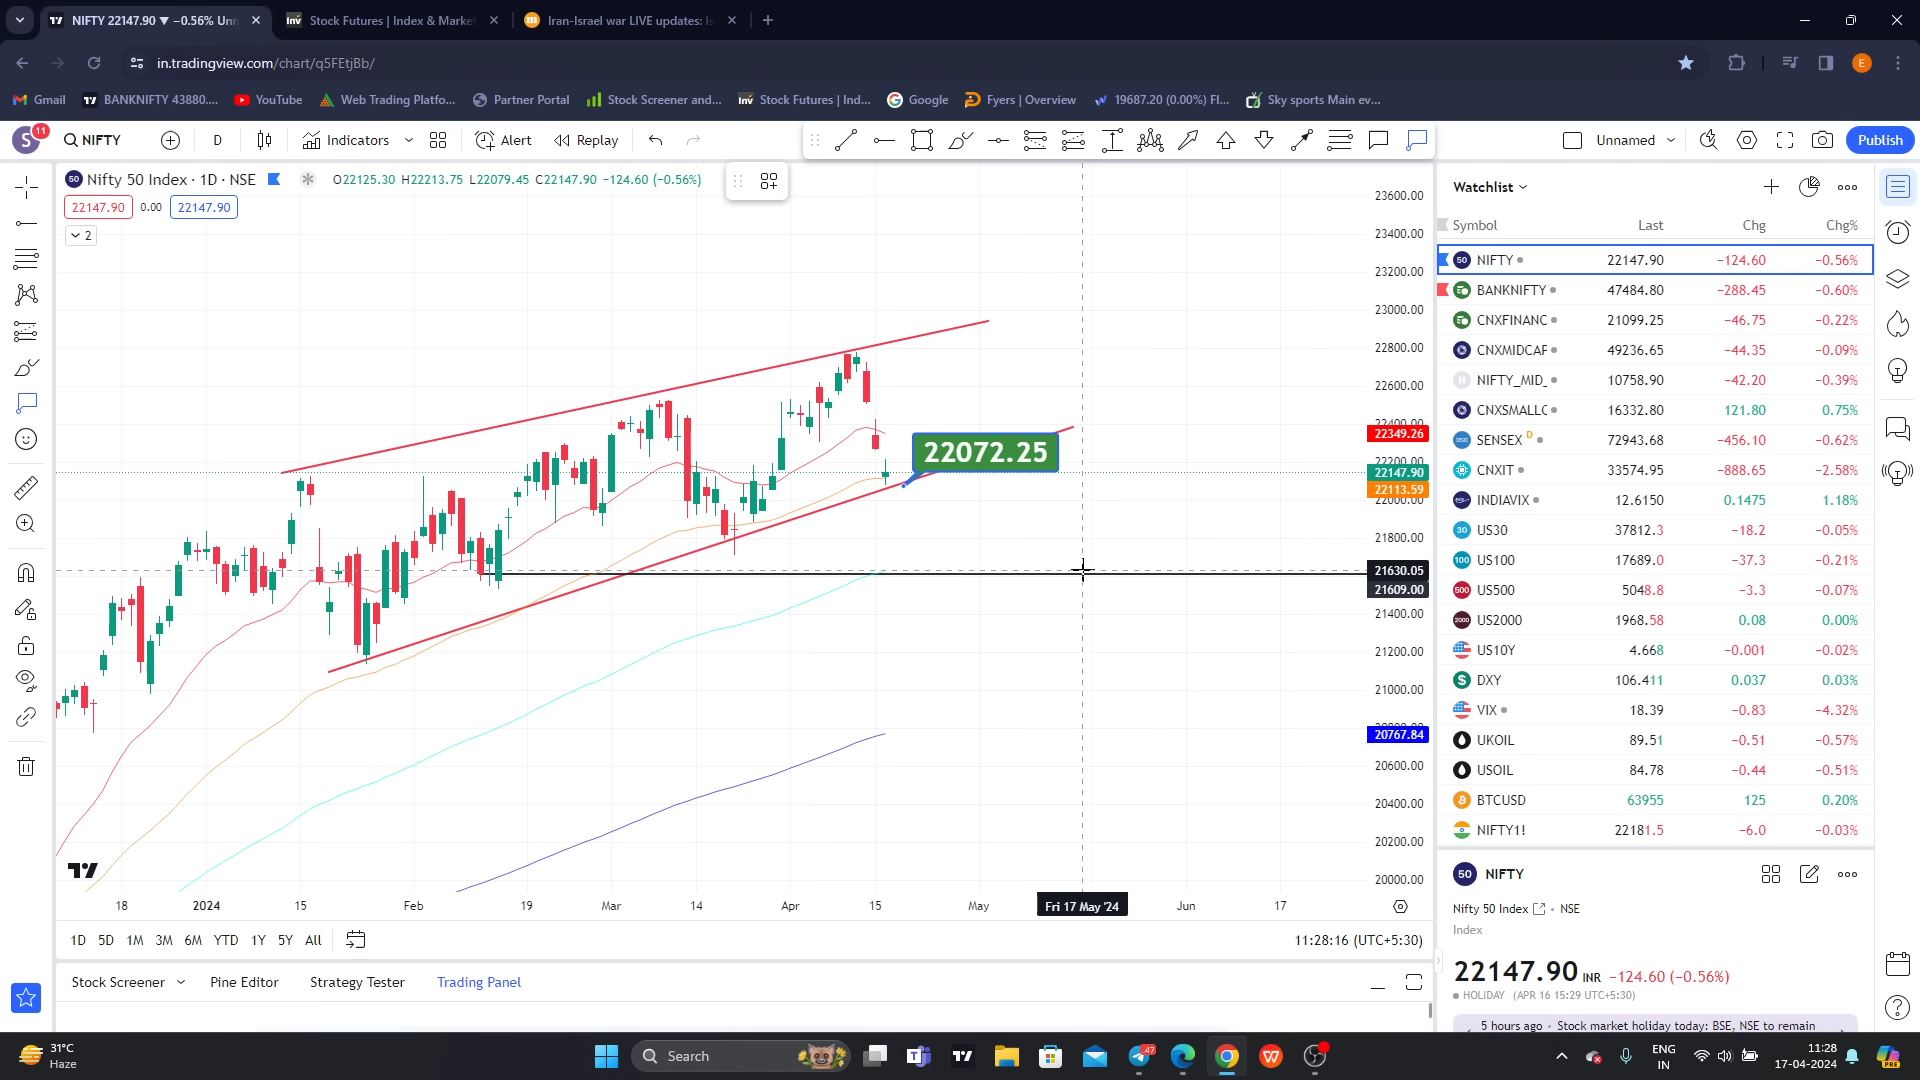 NIFTY 22147.90 ▼ −0.56% Unn
Stock Futures | Index & Marke
Iran-Israel war LIVE updates: Is
in.tradingview.com/chart/q5FEtjBb/
Gmail
BANKNIFTY 43880....
YouTube
Web Trading Platfo...
Partner Portal
Stock Screener and...
Stock Futures | Ind...
Google
Fyers | Overview
19687.20 (0.00%) Fl...
Sky sports Main ev...
S 11
NIFTY
D
Indicators
Alert
Replay
Unnamed
Publish
Nifty 50 Index · 1D · NSE
O22125.30 H22213.75 L22079.45 C22147.90 −124.60 (−0.56%)
22147.90 0.00 22147.90
2
22072.25
23600.00
23400.00
23200.00
23000.00
22800.00
22600.00
22400.00
22349.26
22200.00
22147.90
22113.59
22000.00
21800.00
21630.05
21609.00
21400.00
21200.00
21000.00
20800.00
20767.84
20600.00
20400.00
20200.00
20000.00
18 2024 15 Feb 19 Mar 14 Apr 15 May Fri 17 May '24 Jun 17
1D 5D 1M 3M 6M YTD 1Y 5Y All
11:28:16 (UTC+5:30)
Stock Screener Pine Editor Strategy Tester Trading Panel
Watchlist
Symbol Last Chg Chg%
NIFTY 22147.90 −124.60 −0.56%
BANKNIFTY 47484.80 −288.45 −0.60%
CNXFINANC 21099.25 −46.75 −0.22%
CNXMIDCAF 49236.65 −44.35 −0.09%
NIFTY_MID_ 10758.90 −42.20 −0.39%
CNXSMALLC 16332.80 121.80 0.75%
SENSEX D 72943.68 −456.10 −0.62%
CNXIT 33574.95 −888.65 −2.58%
INDIAVIX 12.6150 0.1475 1.18%
US30 37812.3 −18.2 −0.05%
US100 17689.0 −37.3 −0.21%
US500 5048.8 −3.3 −0.07%
US2000 1968.58 0.08 0.00%
US10Y 4.668 −0.001 −0.02%
DXY 106.411 0.037 0.03%
VIX 18.39 −0.83 −4.32%
UKOIL 89.51 −0.51 −0.57%
USOIL 84.78 −0.44 −0.51%
BTCUSD 63955 125 0.20%
NIFTY1! 22181.5 −6.0 −0.03%
50 NIFTY
Nifty 50 Index · NSE
Index
22147.90 INR −124.60 (−0.56%)
HOLIDAY (APR 16 15:29 UTC+5:30)
5 hours ago · Stock market holiday today: BSE, NSE to remain
31°C
Haze
Search
47
ENG
IN
11:28
17-04-2024